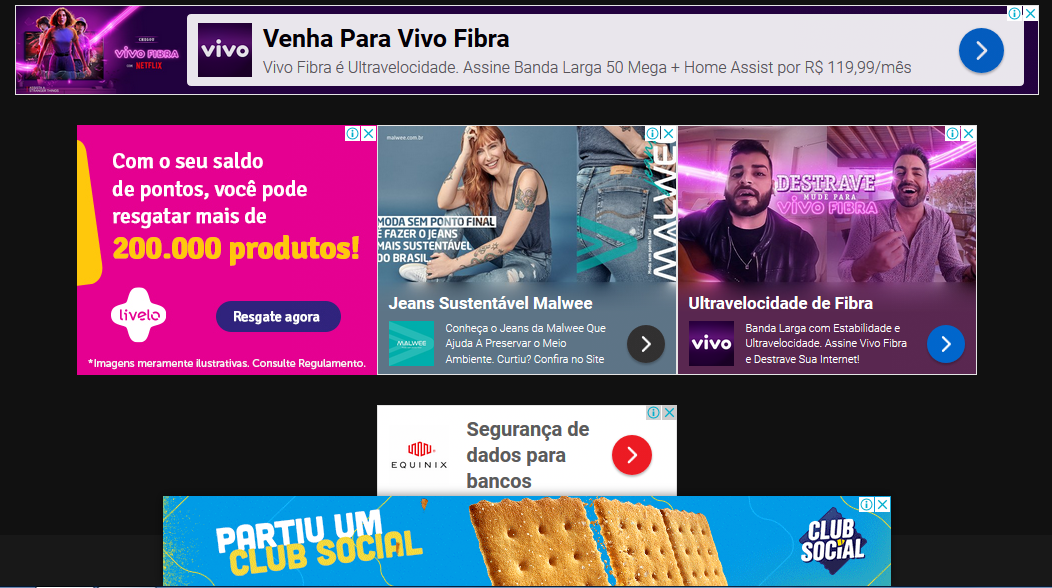 VIVO FIBRA
COM NETFLIX
vivo
Venha Para Vivo Fibra
Vivo Fibra é Ultravelocidade. Assine Banda Larga 50 Mega + Home Assist por R$ 119,99/mês
Com o seu saldo
de pontos, você pode
resgatar mais de
200.000 produtos!
livelo
Resgate agora
*Imagens meramente ilustrativas. Consulte Regulamento.
malwee.com.br
MODA SEM PONTO FINAL
É FAZER O JEANS
MAIS SUSTENTÁVEL
DO BRASIL.
MALWEE
Moda sem ponto final
Jeans Sustentável Malwee
MALWEE
Conheça o Jeans da Malwee Que
Ajuda A Preservar o Meio
Ambiente. Curtiu? Confira no Site
DESTRAVE
MUDE PARA
VIVO FIBRA
Ultravelocidade de Fibra
vivo
Banda Larga com Estabilidade e
Ultravelocidade. Assine Vivo Fibra
e Destrave Sua Internet!
EQUINIX
Segurança de
dados para
bancos
PARTIU UM
CLUB SOCIAL
CLUB
SOCIAL